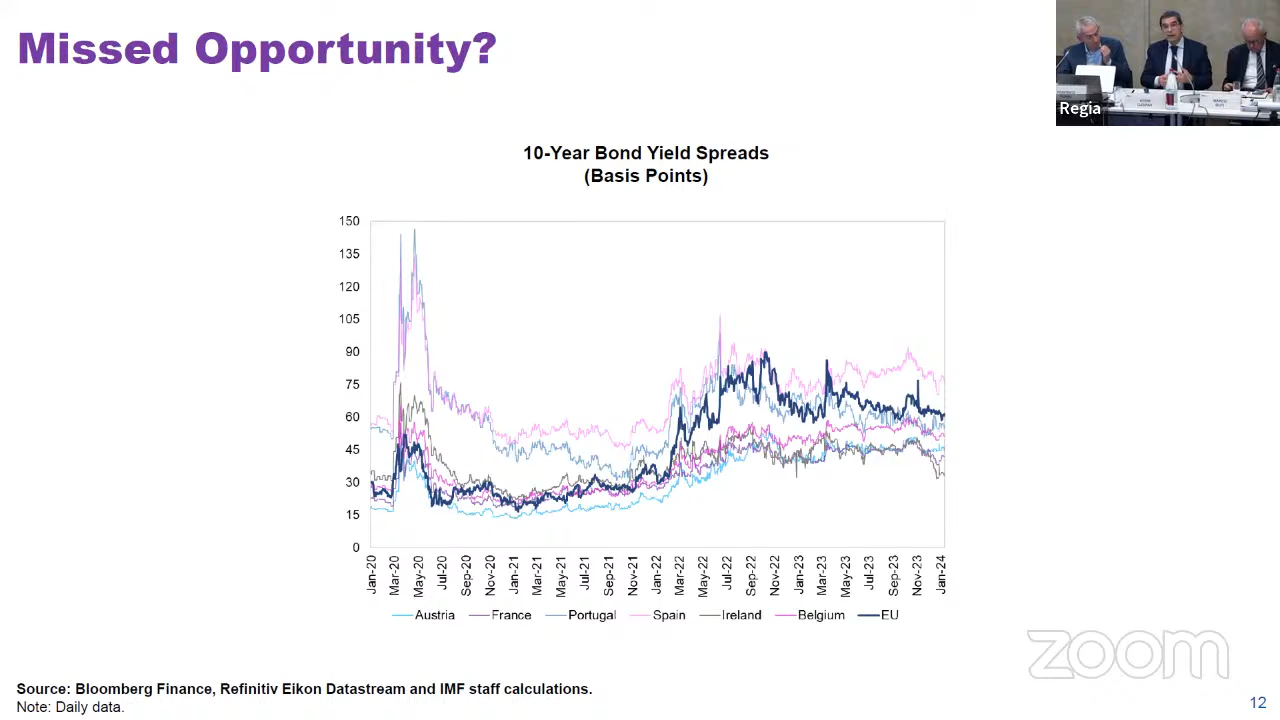 Missed Opportunity?
Regia
10-Year Bond Yield Spreads
(Basis Points)
150
135
120
105
90
75
60
45
30
15
0
Jan-20
Mar-20
May-20
Jul-20
Sep-20
Nov-20
Jan-21
Mar-21
May-21
Jul-21
Sep-21
Nov-21
Jan-22
Mar-22
May-22
Jul-22
Sep-22
Nov-22
Jan-23
Mar-23
May-23
Jul-23
Sep-23
Nov-23
Jan-24
Austria France Portugal Spain Ireland Belgium EU
zoom
Source: Bloomberg Finance, Refinitiv Eikon Datastream and IMF staff calculations.
Note: Daily data.
12